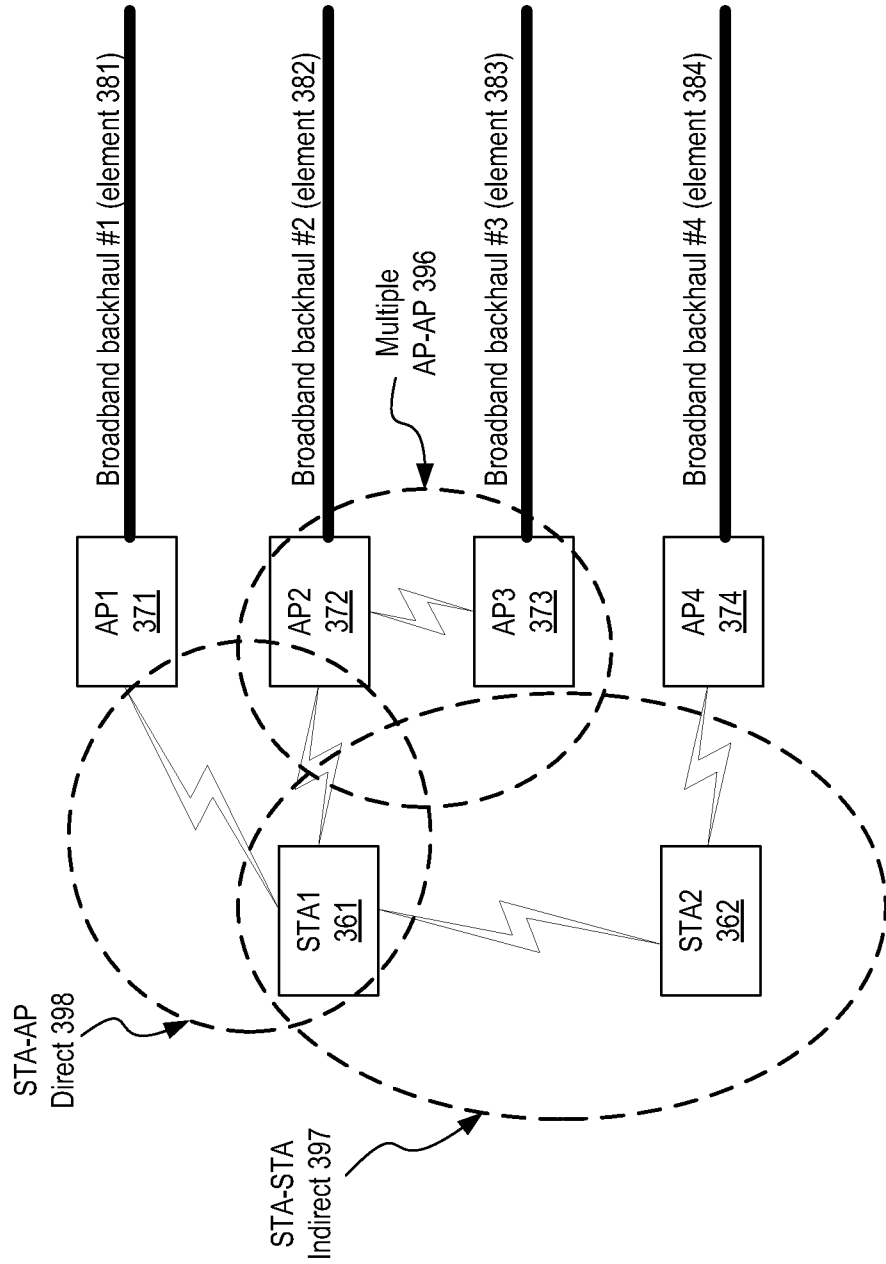 STA-AP
Direct 398
STA-STA
Indirect 397
STA1
361
STA2
362
AP1
371
AP2
372
AP3
373
AP4
374
Multiple
AP-AP 396
Broadband backhaul #1 (element 381)
Broadband backhaul #2 (element 382)
Broadband backhaul #3 (element 383)
Broadband backhaul #4 (element 384)